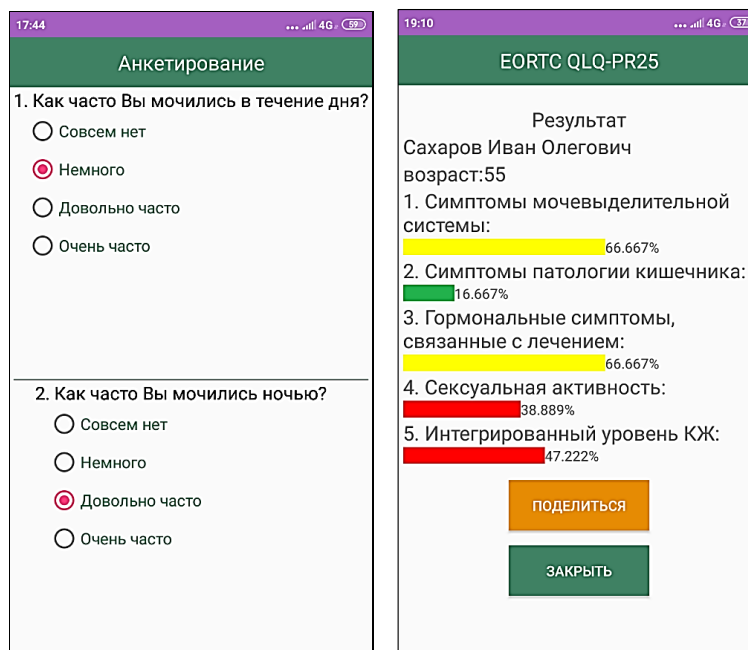 17:44
4G 59
Анкетирование
1. Как часто Вы мочились в течение дня?
Совсем нет
Немного
Довольно часто
Очень часто
2. Как часто Вы мочились ночью?
Совсем нет
Немного
Довольно часто
Очень часто
19:10
4G 37
EORTC QLQ-PR25
Результат
Сахаров Иван Олегович
возраст:55
1. Симптомы мочевыделительной
системы:
66.667%
2. Симптомы патологии кишечника:
16.667%
3. Гормональные симптомы,
связанные с лечением:
66.667%
4. Сексуальная активность:
38.889%
5. Интегрированный уровень КЖ:
47.222%
ПОДЕЛИТЬСЯ
ЗАКРЫТЬ